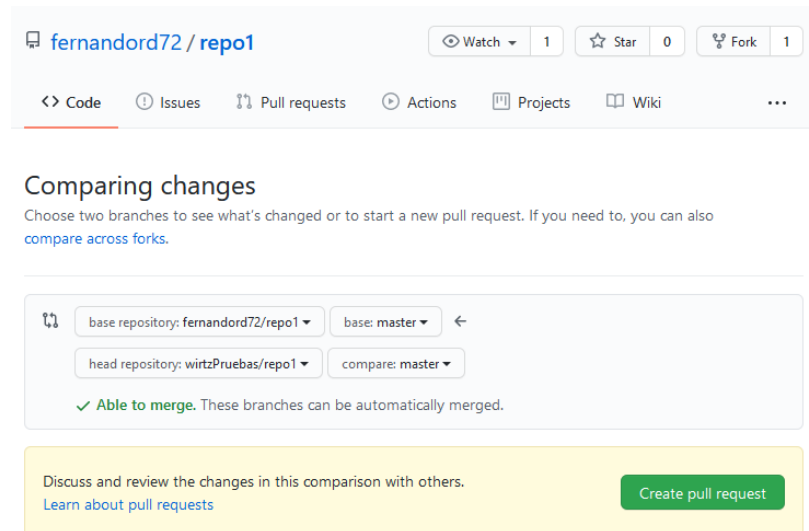 fernandord72 / repo1 Watch 1 Star 0 Fork 1
Code Issues Pull requests Actions Projects Wiki ...
Comparing changes
Choose two branches to see what's changed or to start a new pull request. If you need to, you can also
compare across forks.
base repository: fernandord72/repo1 base: master
head repository: wirtzPruebas/repo1 compare: master
Able to merge. These branches can be automatically merged.
Discuss and review the changes in this comparison with others.
Create pull request
Learn about pull requests